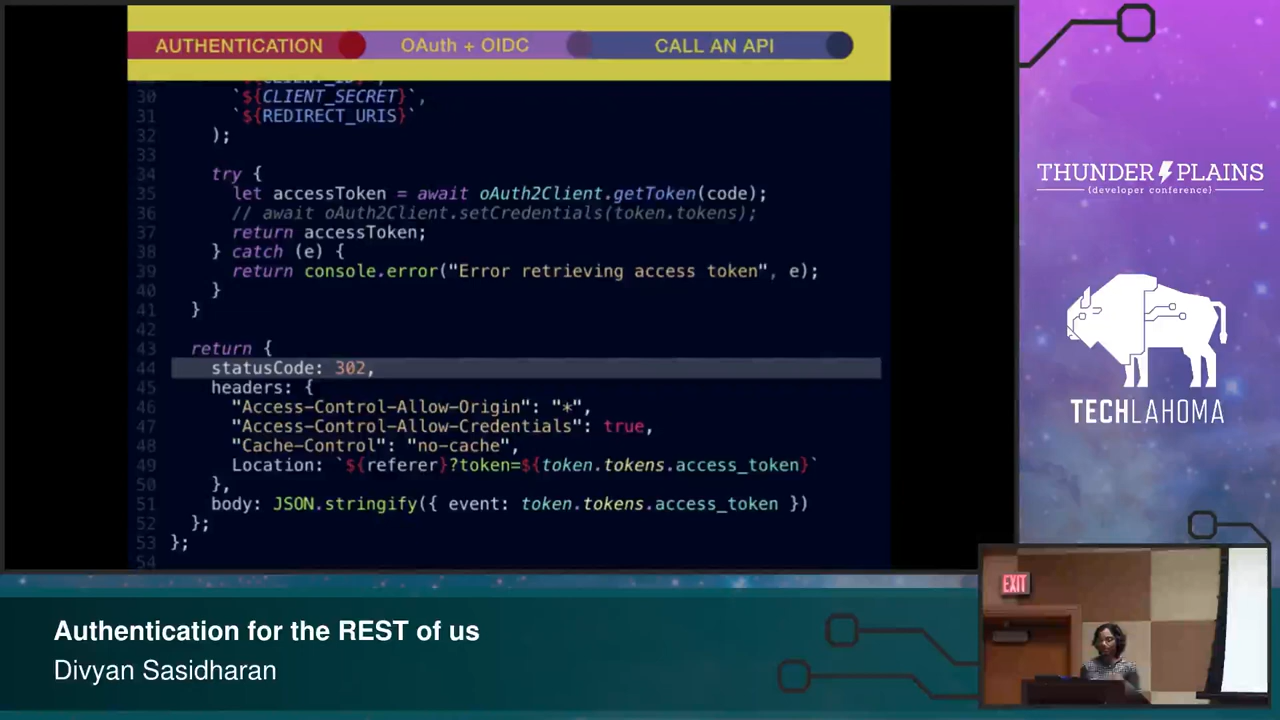 AUTHENTICATION
OAuth + OIDC
CALL AN API
30 `${CLIENT_SECRET}`,
31 `${REDIRECT_URIS}`
32 );
33
34 try {
35 let accessToken = await oAuth2Client.getToken(code);
36 // await oAuth2Client.setCredentials(token.tokens);
37 return accessToken;
38 } catch (e) {
39 return console.error("Error retrieving access token", e);
40 }
41 }
42
43 return {
44 statusCode: 302,
45 headers: {
46 "Access-Control-Allow-Origin": "*",
47 "Access-Control-Allow-Credentials": true,
48 "Cache-Control": "no-cache",
49 Location: `${referer}?token=${token.tokens.access_token}`
50 },
51 body: JSON.stringify({ event: token.tokens.access_token })
52 };
53 };
54
THUNDER PLAINS
{developer conference}
TECHLAHOMA
EXIT
Authentication for the REST of us
Divyan Sasidharan